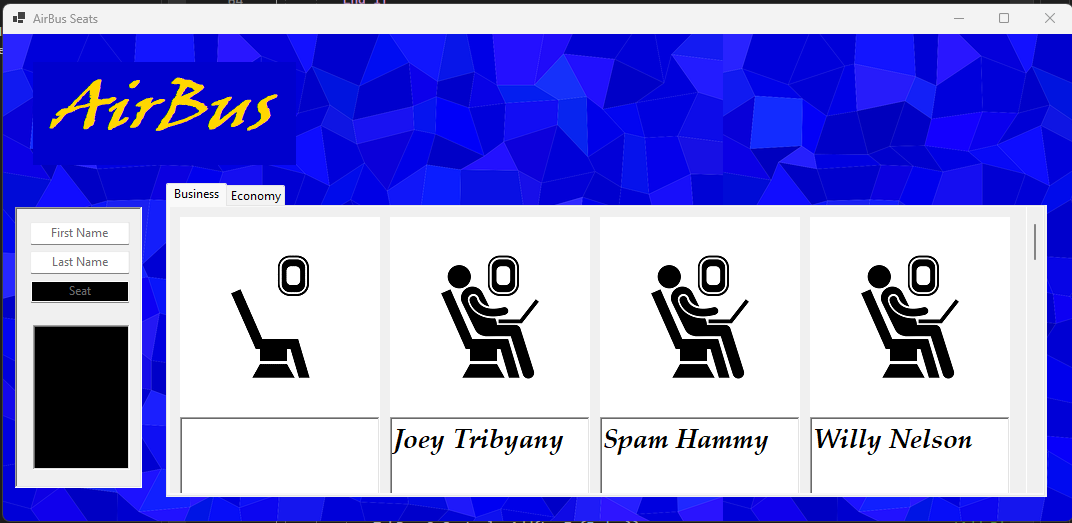 AirBus Seats
AirBus
Business
Economy
First Name
Last Name
Seat
Joey Tribyany
Spam Hammy
Willy Nelson